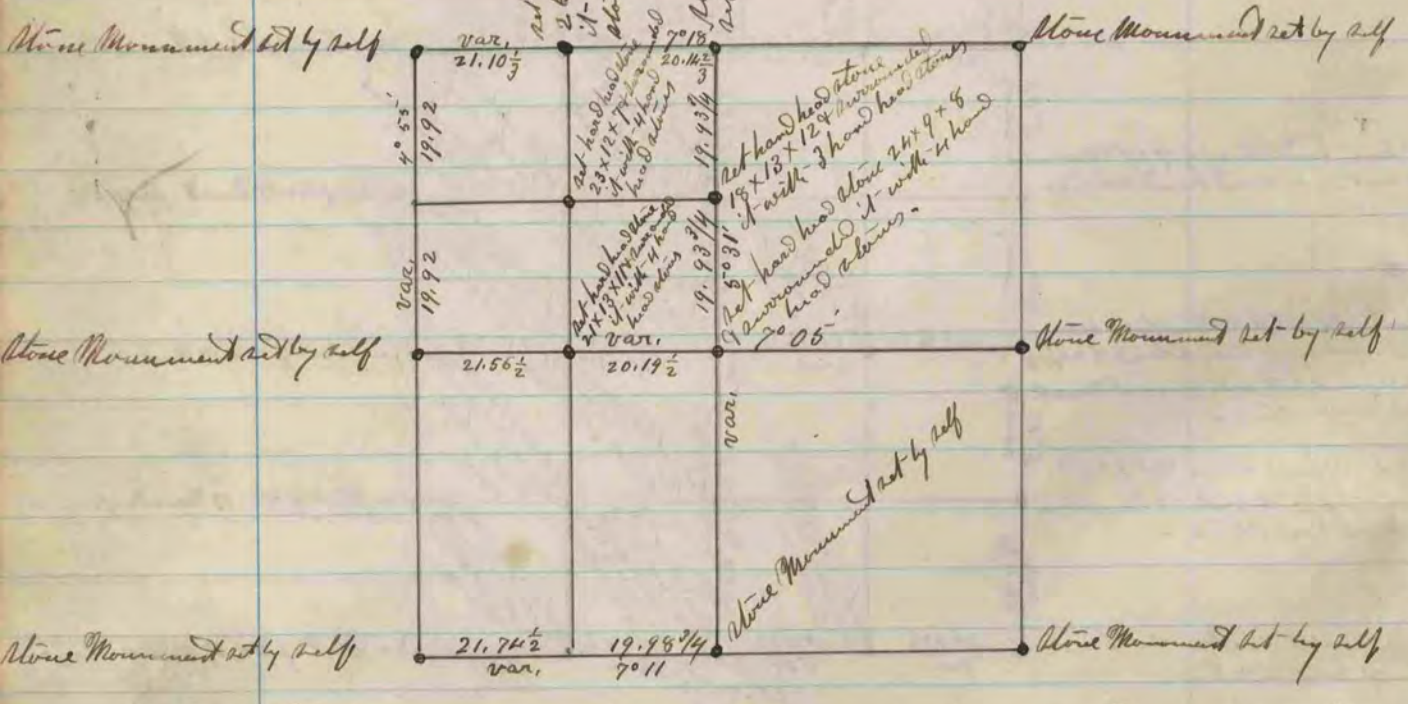 Stone Monument set by self
var.
21.10 1/3
7° 18
20.14 2/3
Stone Monument set by self
4° 55'
19.92
set hard head stone
23 x 12 x 7 & surrounded
it with 4 hard
head stones
19.93 3/4
set hard head stone
18 x 13 x 12 & surrounded
it with 3 hard head stones
var.
19.92
set hard head stone
21 x 13 x 11 & surrounded
it with 4 hard
head stones
19.93 3/4
5° 31'
set hard head stone 24 x 9 x 8
& surrounded it with 4 hard
head stones.
Stone Monument set by self
var.
7° 05'
Stone Monument set by self
21.56 1/2
20.19 1/2
var.
Stone Monument set by self
Stone Monument set by self
21.74 1/2
19.98 3/4
Stone Monument set by self
var.
7° 11